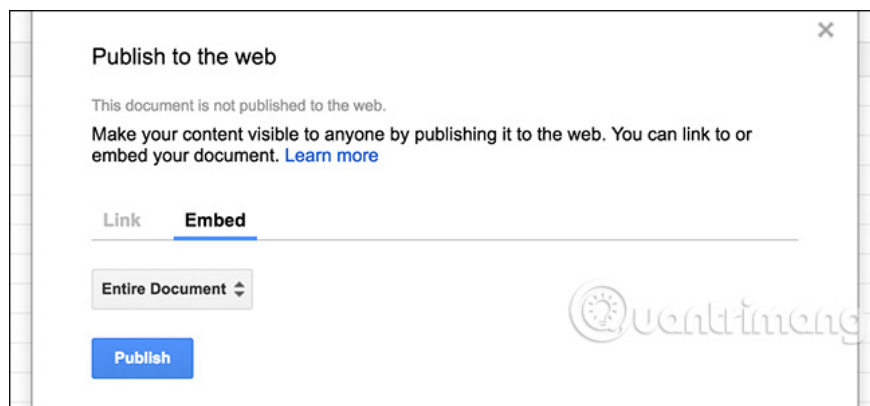 Publish to the web
This document is not published to the web.
Make your content visible to anyone by publishing it to the web. You can link to or
embed your document. Learn more
Link Embed
Entire Document
Quantrimang
Publish